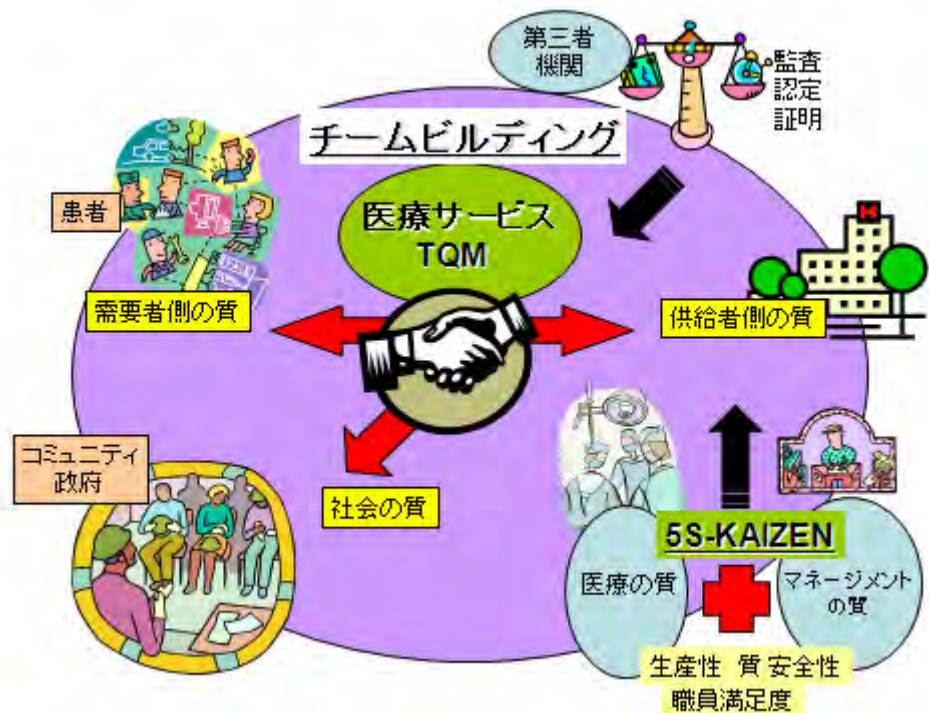 第三者
機関
監査
認定
証明
チームビルディング
患者
医療サービス
TQM
需要者側の質
供給者側の質
H
コミュニティ
政府
社会の質
5S-KAIZEN
医療の質
マネージメント
の質
生産性 質 安全性
職員満足度